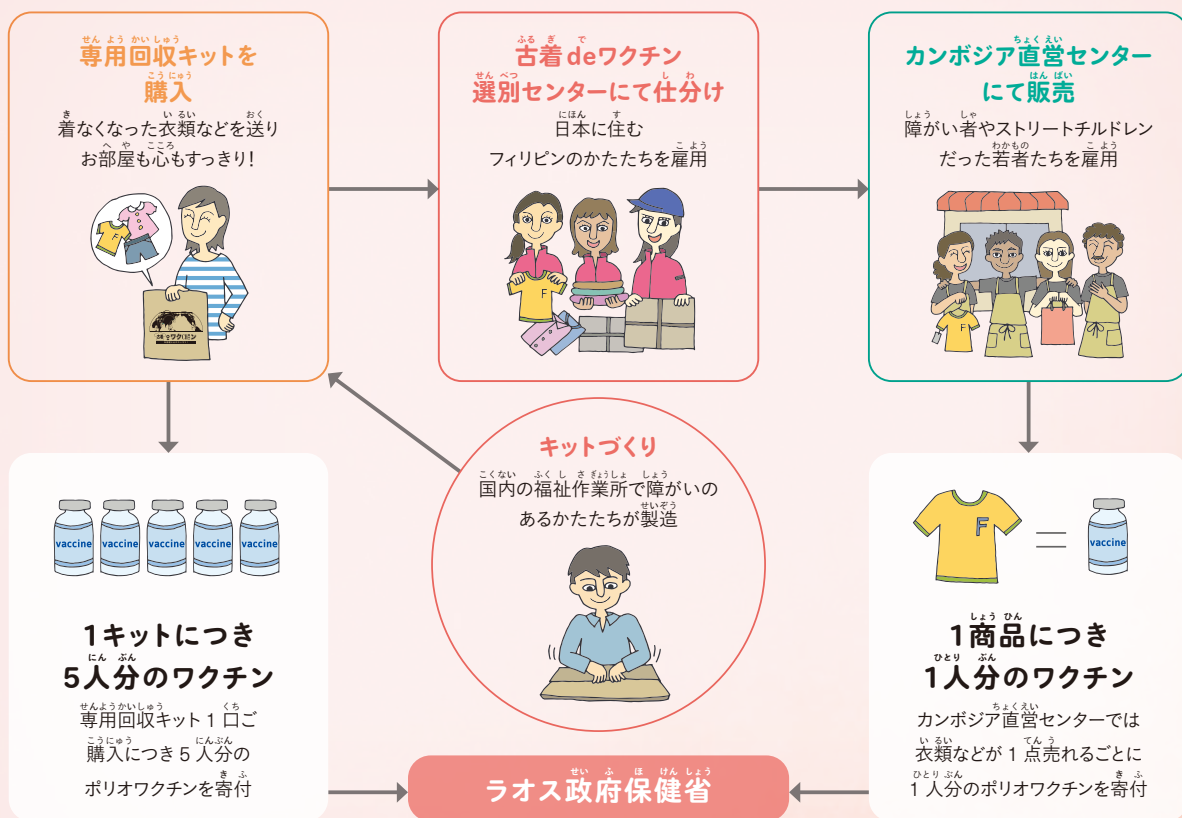 専用回収キットを
購入
着なくなった衣類などを送り
お部屋も心もすっきり!
古着deワクチン
選別センターにて仕分け
日本に住む
フィリピンのかたたちを雇用
カンボジア直営センター
にて販売
障がい者やストリートチルドレン
だった若者たちを雇用
F
F
F
キットづくり
国内の福祉作業所で障がいの
あるかたたちが製造
vaccine vaccine vaccine vaccine vaccine
1キットにつき
5人分のワクチン
専用回収キット1口ご
購入につき5人分の
ポリオワクチンを寄付
F = vaccine
1商品につき
1人分のワクチン
カンボジア直営センターでは
衣類などが1点売れるごとに
1人分のポリオワクチンを寄付
ラオス政府保健省